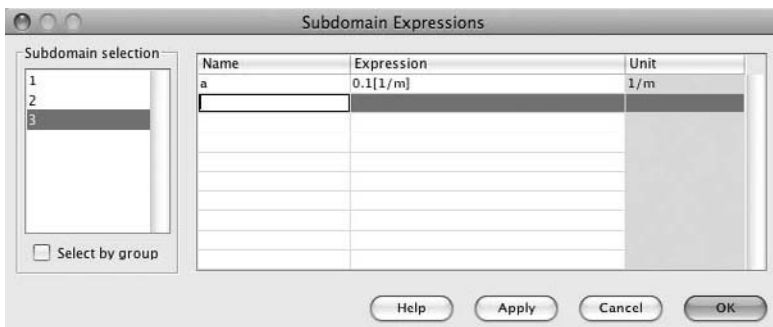 Subdomain Expressions
Subdomain selection
1
2
3
Select by group
Name Expression Unit
a 0.1[1/m] 1/m
Help Apply Cancel OK